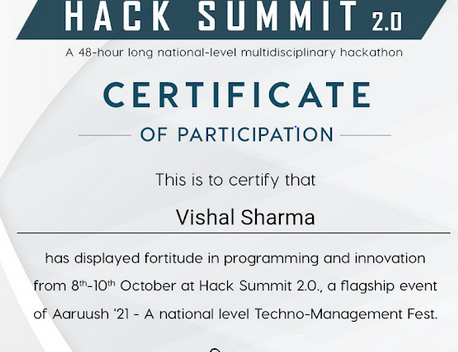 HACK SUMMIT 2.0
A 48-hour long national-level multidisciplinary hackathon
CERTIFICATE
OF PARTICIPATION
This is to certify that
Vishal Sharma
has displayed fortitude in programming and innovation
from 8th-10th October at Hack Summit 2.0., a flagship event
of Aaruush '21 - A national level Techno-Management Fest.